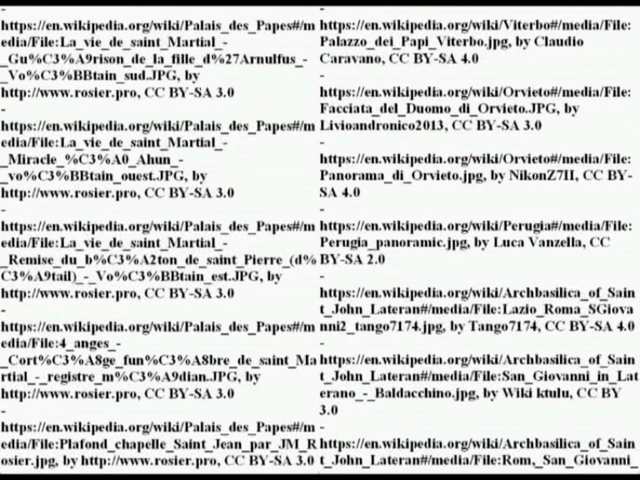 -
https://en.wikipedia.org/wiki/Palais_des_Papes#/m
edia/File:La_vie_de_saint_Martial_-
_Gu%C3%A9rison_de_la_fille_d%27Arnulfus_-
_Vo%C3%BBtain_sud.JPG, by
http://www.rosier.pro, CC BY-SA 3.0
-
https://en.wikipedia.org/wiki/Palais_des_Papes#/m
edia/File:La_vie_de_saint_Martial_-
_Miracle_%C3%A0_Ahun_-
_vo%C3%BBtain_ouest.JPG, by
http://www.rosier.pro, CC BY-SA 3.0
-
https://en.wikipedia.org/wiki/Palais_des_Papes#/m
edia/File:La_vie_de_saint_Martial_-
_Remise_du_b%C3%A2ton_de_saint_Pierre_(d%
C3%A9tail)_-_Vo%C3%BBtain_est.JPG, by
http://www.rosier.pro, CC BY-SA 3.0
-
https://en.wikipedia.org/wiki/Palais_des_Papes#/m
edia/File:4_anges_-
_Cort%C3%A8ge_fun%C3%A8bre_de_saint_Ma
rtial_-_registre_m%C3%A9dian.JPG, by
http://www.rosier.pro, CC BY-SA 3.0
-
https://en.wikipedia.org/wiki/Palais_des_Papes#/m
edia/File:Plafond_chapelle_Saint_Jean_par_JM_R
osier.jpg, by http://www.rosier.pro, CC BY-SA 3.0
-
https://en.wikipedia.org/wiki/Viterbo#/media/File:
Palazzo_dei_Papi_Viterbo.jpg, by Claudio
Caravano, CC BY-SA 4.0
-
https://en.wikipedia.org/wiki/Orvieto#/media/File:
Facciata_del_Duomo_di_Orvieto.JPG, by
Livioandronico2013, CC BY-SA 3.0
-
https://en.wikipedia.org/wiki/Orvieto#/media/File:
Panorama_di_Orvieto.jpg, by NikonZ7II, CC BY-
SA 4.0
-
https://en.wikipedia.org/wiki/Perugia#/media/File:
Perugia_panoramic.jpg, by Luca Vanzella, CC
BY-SA 2.0
-
https://en.wikipedia.org/wiki/Archbasilica_of_Sain
t_John_Lateran#/media/File:Lazio_Roma_SGiova
nni2_tango7174.jpg, by Tango7174, CC BY-SA 4.0
-
https://en.wikipedia.org/wiki/Archbasilica_of_Sain
t_John_Lateran#/media/File:San_Giovanni_in_Lat
erano_-_Baldacchino.jpg, by Wiki ktulu, CC BY
3.0
-
https://en.wikipedia.org/wiki/Archbasilica_of_Sain
t_John_Lateran#/media/File:Rom,_San_Giovanni_